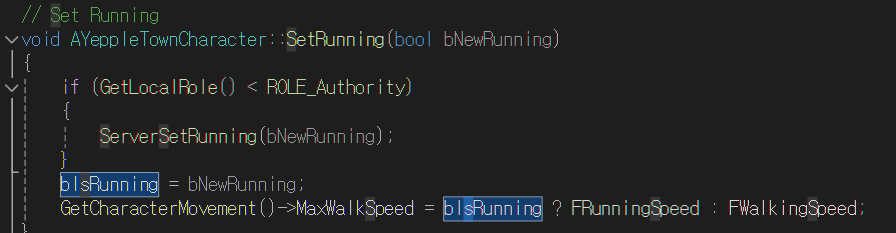 // Set Running
void AYeppleTownCharacter::SetRunning(bool bNewRunning)
{
if (GetLocalRole() < ROLE_Authority)
{
ServerSetRunning(bNewRunning);
}
bIsRunning = bNewRunning;
GetCharacterMovement()->MaxWalkSpeed = bIsRunning ? FRunningSpeed : FWalkingSpeed;
}